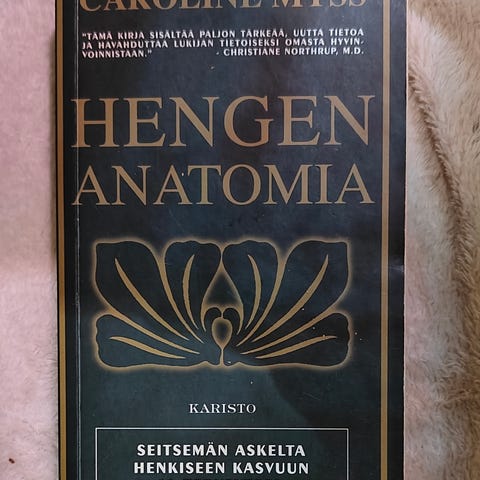 CAROLINE MYSS
"TÄMÄ KIRJA SISÄLTÄÄ PALJON TÄRKEÄÄ, UUTTA TIETOA
JA HAVAHDUTTAA LUKIJAN TIETOISEKSI OMASTA HYVIN-
VOINNISTAAN." - CHRISTIANE NORTHRUP, M.D.
HENGEN
ANATOMIA
KARISTO
SEITSEMÄN ASKELTA
HENKISEEN KASVUUN